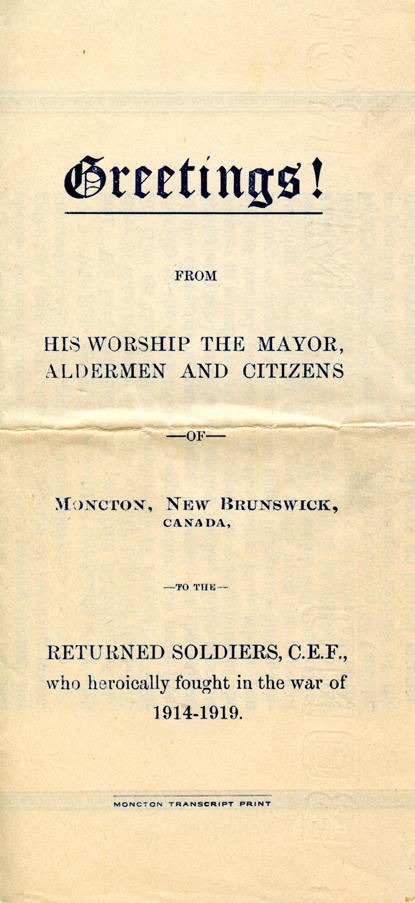 Greetings!
FROM
HIS WORSHIP THE MAYOR,
ALDERMEN AND CITIZENS
—OF—
MONCTON, NEW BRUNSWICK,
CANADA,
—TO THE—
RETURNED SOLDIERS, C.E.F.,
who heroically fought in the war of
1914-1919.
MONCTON TRANSCRIPT PRINT